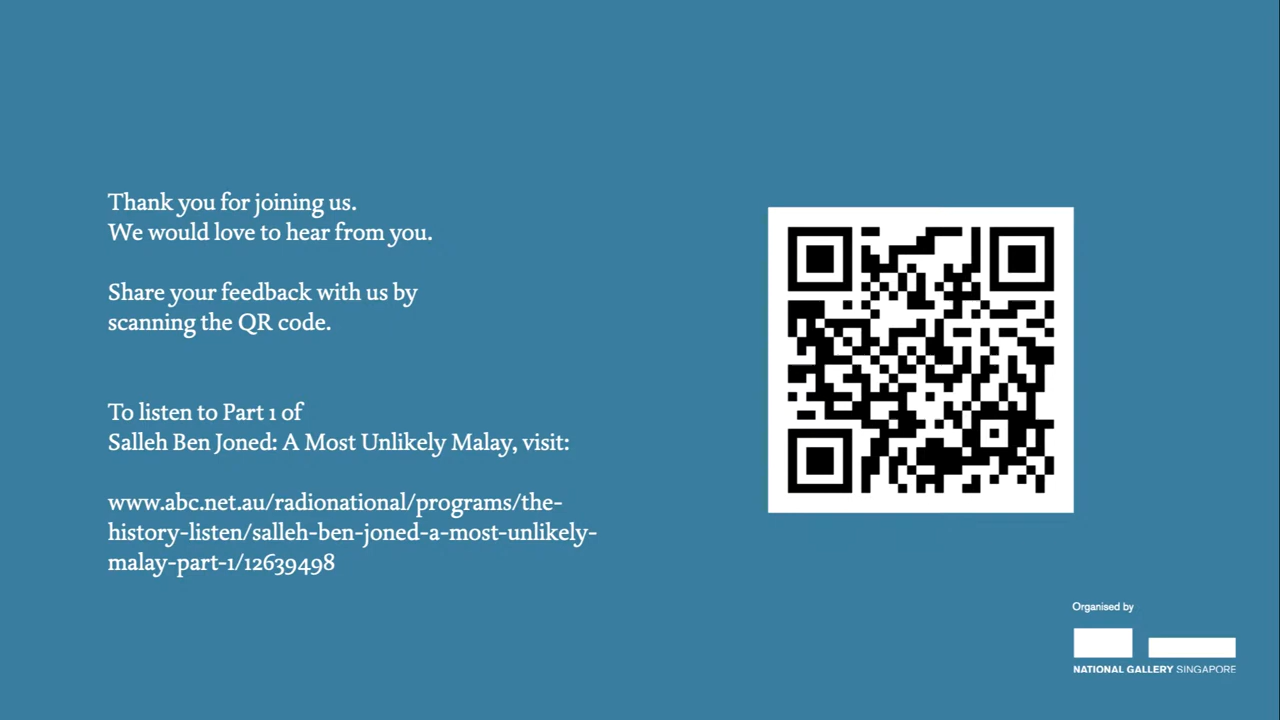 Thank you for joining us.
We would love to hear from you.
Share your feedback with us by
scanning the QR code.
To listen to Part 1 of
Salleh Ben Joned: A Most Unlikely Malay, visit:
www.abc.net.au/radionational/programs/the-
history-listen/salleh-ben-joned-a-most-unlikely-
malay-part-1/12639498
Organised by
NATIONAL GALLERY SINGAPORE